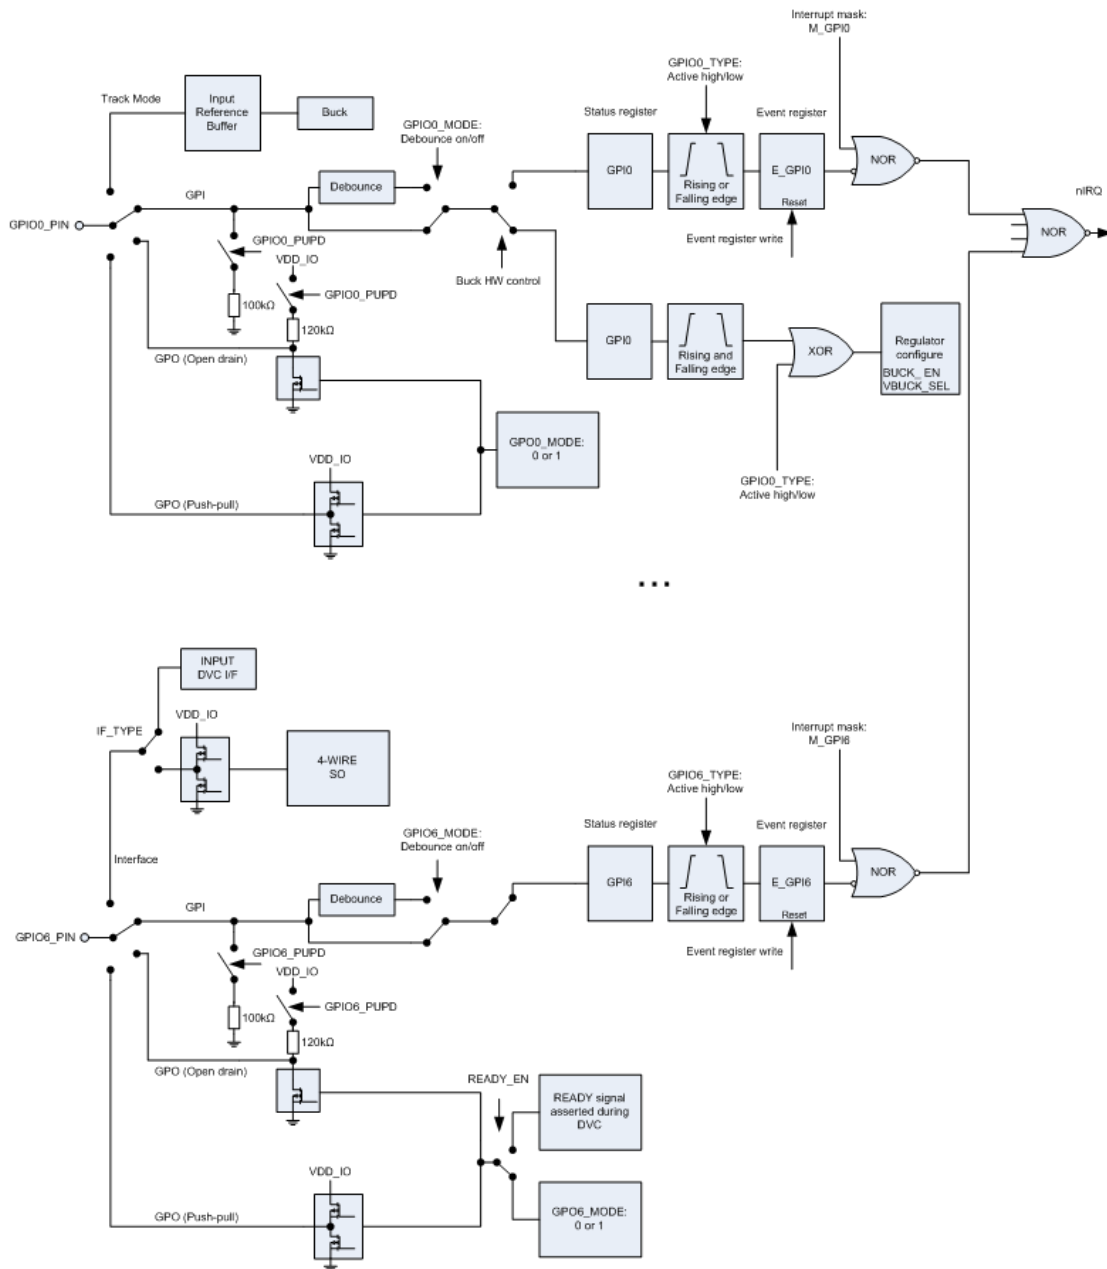 Interrupt mask:
M_GPI0
GPIO0_TYPE:
Active high/low
Track Mode
Input
Reference
Buffer
Buck
GPIO0_MODE:
Debounce on/off
Status register
Event register
GPI0
Rising or
Falling edge
E_GPI0
Reset
NOR
nIRQ
NOR
Debounce
GPI
GPIO0_PIN
Event register write
GPIO0_PUPD
VDD_IO
Buck HW control
GPIO0_PUPD
100kΩ
120kΩ
GPO (Open drain)
GPI0
Rising and
Falling edge
XOR
Regulator
configure
BUCK_ EN
VBUCK_SEL
GPO0_MODE:
0 or 1
VDD_IO
GPIO0_TYPE:
Active high/low
GPO (Push-pull)
...
INPUT
DVC I/F
VDD_IO
IF_TYPE
4-WIRE
SO
Interrupt mask:
M_GPI6
GPIO6_TYPE:
Active high/low
GPIO6_MODE:
Debounce on/off
Status register
Event register
Interface
GPI6
Rising or
Falling edge
E_GPI6
Reset
NOR
Debounce
GPI
GPIO6_PIN
Event register write
GPIO6_PUPD
VDD_IO
GPIO6_PUPD
100kΩ
120kΩ
GPO (Open drain)
READY_EN
READY signal
asserted during
DVC
VDD_IO
GPO (Push-pull)
GPO6_MODE:
0 or 1